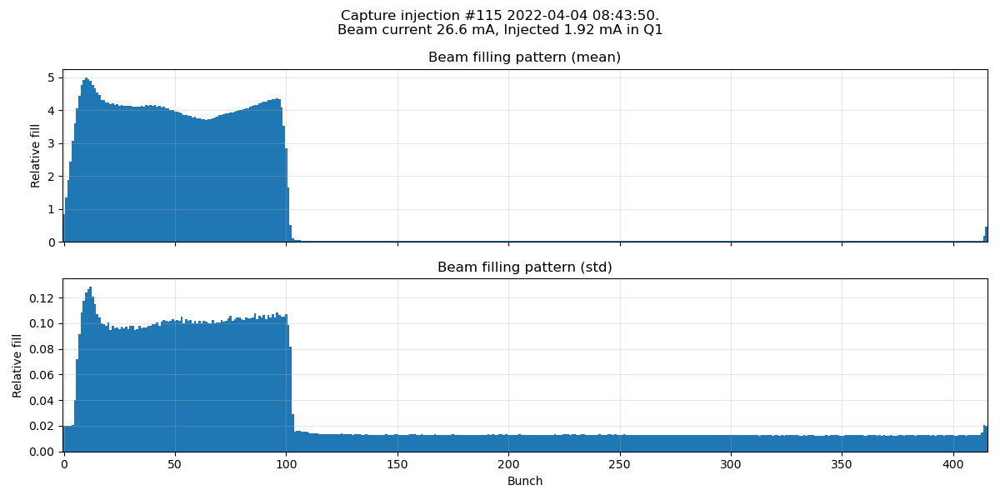 Capture injection #115 2022-04-04 08:43:50.
Beam current 26.6 mA, Injected 1.92 mA in Q1
Beam filling pattern (mean)
Relative fill
5
4
3
2
1
0
Beam filling pattern (std)
Relative fill
0.12
0.10
0.08
0.06
0.04
0.02
0.00
0 50 100 150 200 250 300 350 400
Bunch